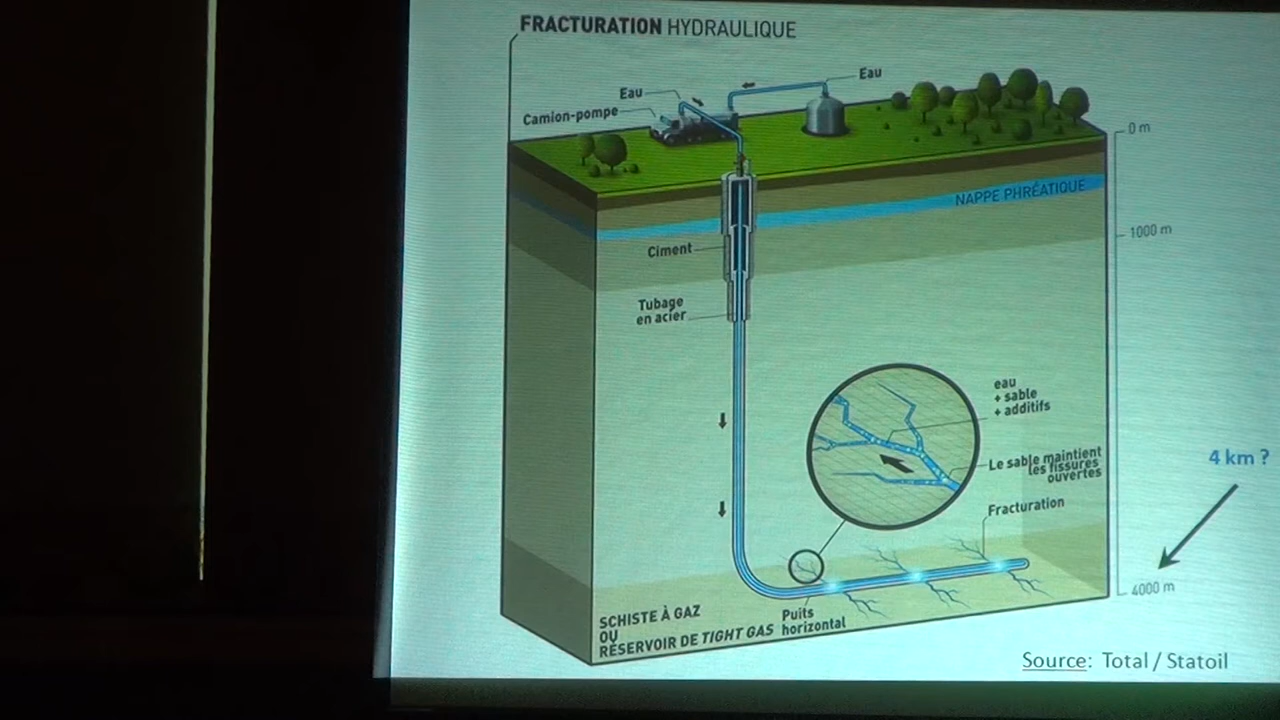 FRACTURATION HYDRAULIQUE
Eau
Eau
Camion-pompe
0 m
NAPPE PHRÉATIQUE
1000 m
Ciment
Tubage
en acier
eau
+ sable
+ additifs
Le sable maintient
les fissures
ouvertes
4 km ?
Fracturation
4000 m
SCHISTE À GAZ
OU
RÉSERVOIR DE TIGHT GAS
Puits
horizontal
Source: Total / Statoil